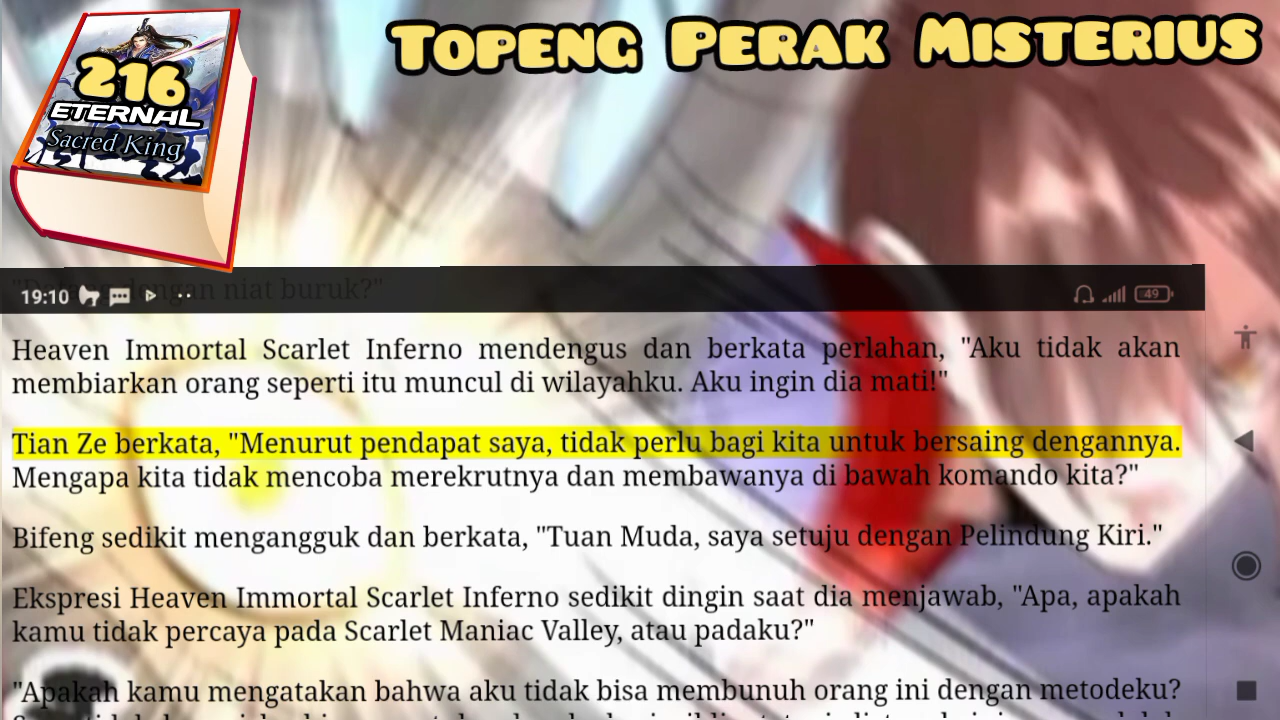 Topeng Perak Misterius
216
ETERNAL
Sacred King
niat buruk?"
19:10
49
Heaven Immortal Scarlet Inferno mendengus dan berkata perlahan, "Aku tidak akan
membiarkan orang seperti itu muncul di wilayahku. Aku ingin dia mati!"
Tian Ze berkata, "Menurut pendapat saya, tidak perlu bagi kita untuk bersaing dengannya.
Mengapa kita tidak mencoba merekrutnya dan membawanya di bawah komando kita?"
Bifeng sedikit mengangguk dan berkata, "Tuan Muda, saya setuju dengan Pelindung Kiri."
Ekspresi Heaven Immortal Scarlet Inferno sedikit dingin saat dia menjawab, "Apa, apakah
kamu tidak percaya pada Scarlet Maniac Valley, atau padaku?"
"Apakah kamu mengatakan bahwa aku tidak bisa membunuh orang ini dengan metodeku?